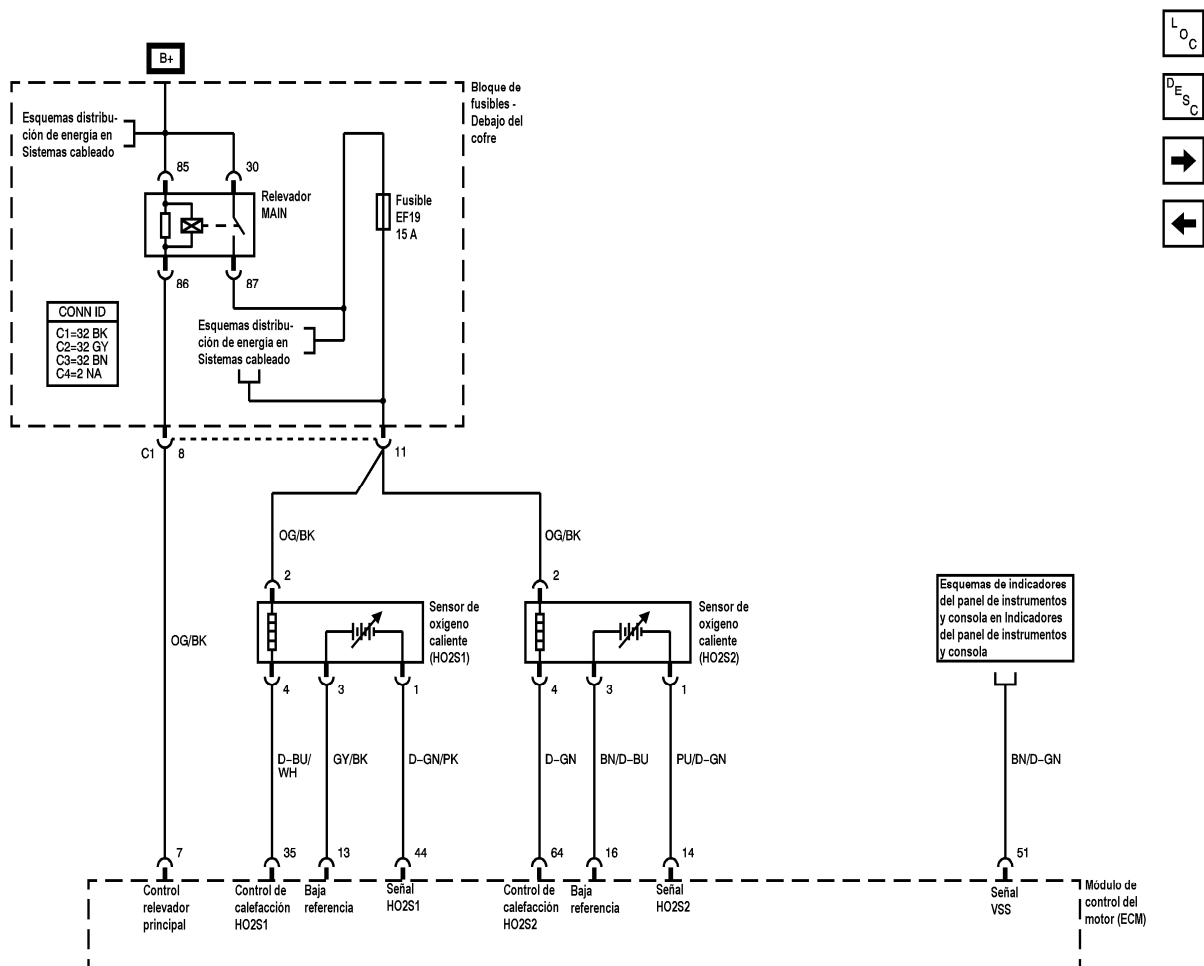 L
O
C
D
E
S
C
B+
Bloque de
fusibles -
Debajo del
cofre
Esquemas distribu-
ción de energía en
Sistemas cableado
85
30
Relevador
MAIN
Fusible
EF19
15 A
86
87
CONN ID
C1=32 BK
C2=32 GY
C3=32 BN
C4=2 NA
Esquemas distribu-
ción de energía en
Sistemas cableado
C1
8
11
OG/BK
OG/BK
2
2
Sensor de
oxígeno
caliente
(HO2S1)
Sensor de
oxígeno
caliente
(HO2S2)
Esquemas de indicadores
del panel de instrumentos
y consola en Indicadores
del panel de instrumentos
y consola
OG/BK
4
3
1
4
3
1
D-BU/
WH
GY/BK
D-GN/PK
D-GN
BN/D-BU
PU/D-GN
BN/D-GN
7
35
13
44
64
16
14
51
Control
relevador
principal
Control de
calefacción
HO2S1
Baja
referencia
Señal
HO2S1
Control de
calefacción
HO2S2
Baja
referencia
Señal
HO2S2
Señal
VSS
Módulo de
control del
motor (ECM)